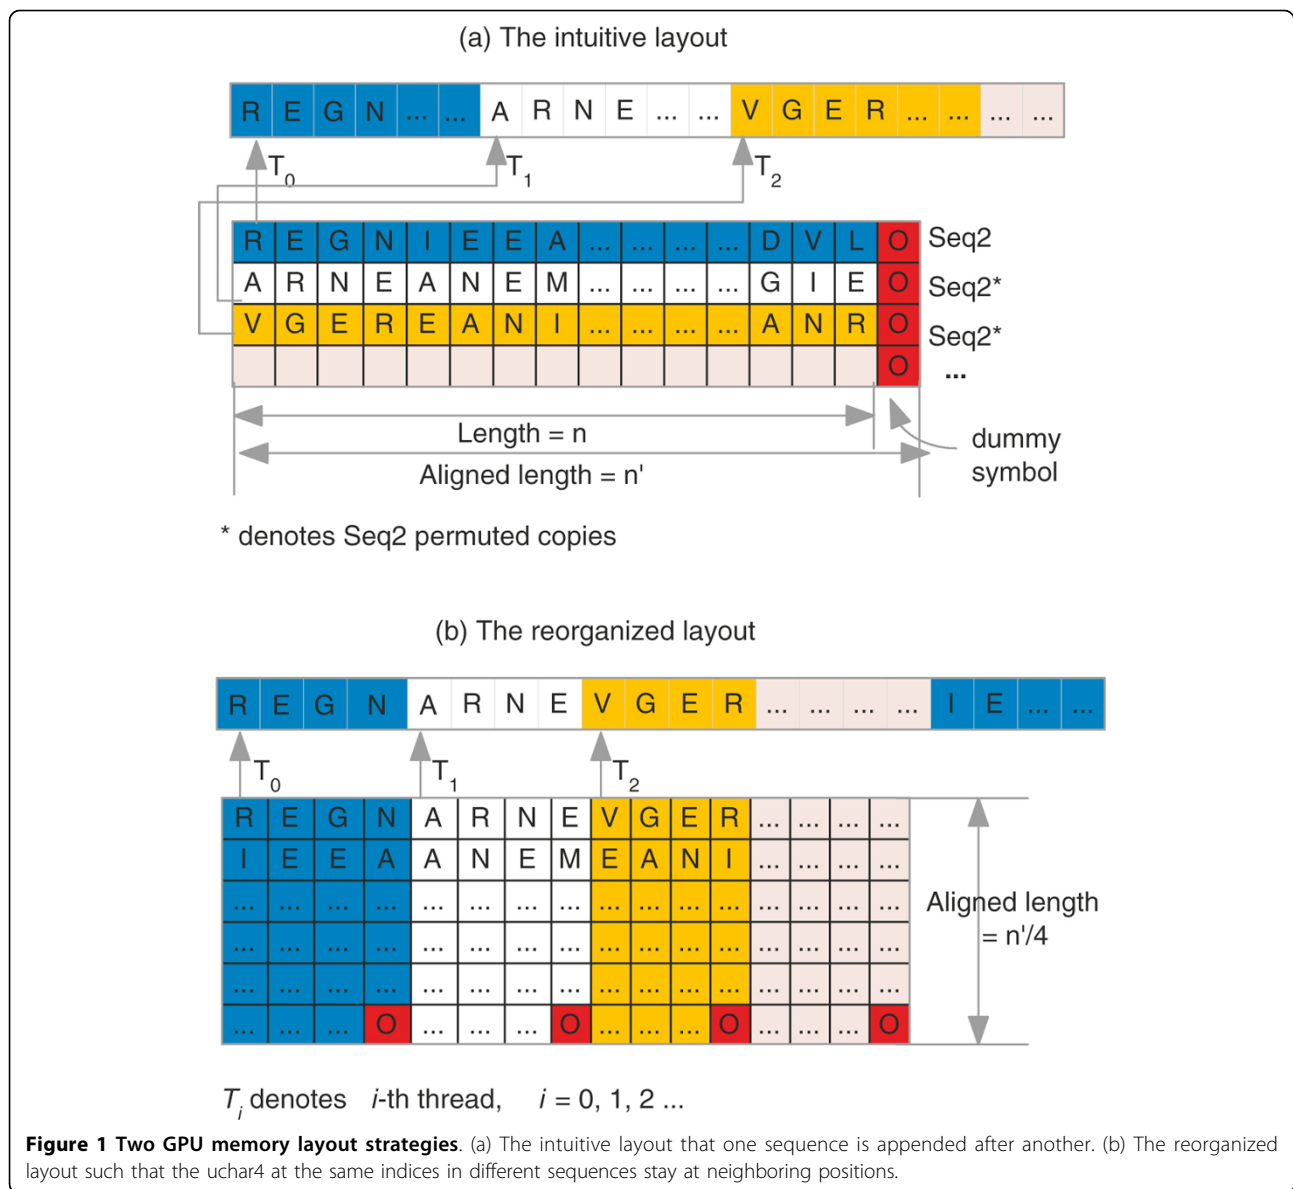 (a) The intuitive layout
R E G N ... ... A R N E ... ... V G E R ... ... ... ...
T0 T1 T2
R E G N I E E A ... ... ... ... D V L O Seq2
A R N E A N E M ... ... ... ... G I E O Seq2*
V G E R E A N I ... ... ... ... A N R O Seq2*
O ...
Length = n
Aligned length = n'
dummy
symbol
* denotes Seq2 permuted copies
(b) The reorganized layout
R E G N A R N E V G E R ... ... ... ... I E ... ...
T0 T1 T2
R E G N A R N E V G E R ... ... ... ...
I E E A A N E M E A N I ... ... ... ...
... ... ... ... ... ... ... ... ... ... ... ... ... ... ... ...
... ... ... ... ... ... ... ... ... ... ... ... ... ... ... ...
... ... ... ... ... ... ... ... ... ... ... ... ... ... ... ...
... ... ... O ... ... ... O ... ... ... O ... ... ... O
Aligned length
= n'/4
Ti denotes i-th thread, i = 0, 1, 2 ...
Figure 1 Two GPU memory layout strategies. (a) The intuitive layout that one sequence is appended after another. (b) The reorganized
layout such that the uchar4 at the same indices in different sequences stay at neighboring positions.